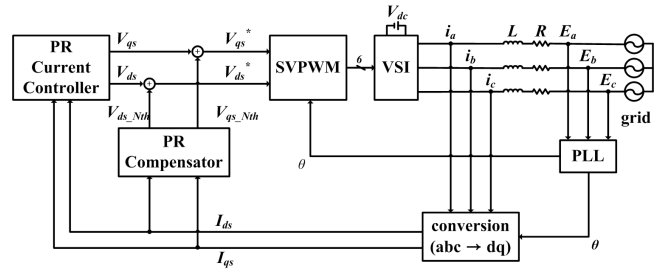 PR
Current
Controller
V_qs
V_ds
V_qs*
V_ds*
V_ds_Nth
V_qs_Nth
PR
Compensator
SVPWM
6
V_dc
VSI
i_a
i_b
i_c
L
R
E_a
E_b
E_c
grid
PLL
θ
θ
conversion
(abc → dq)
I_ds
I_qs